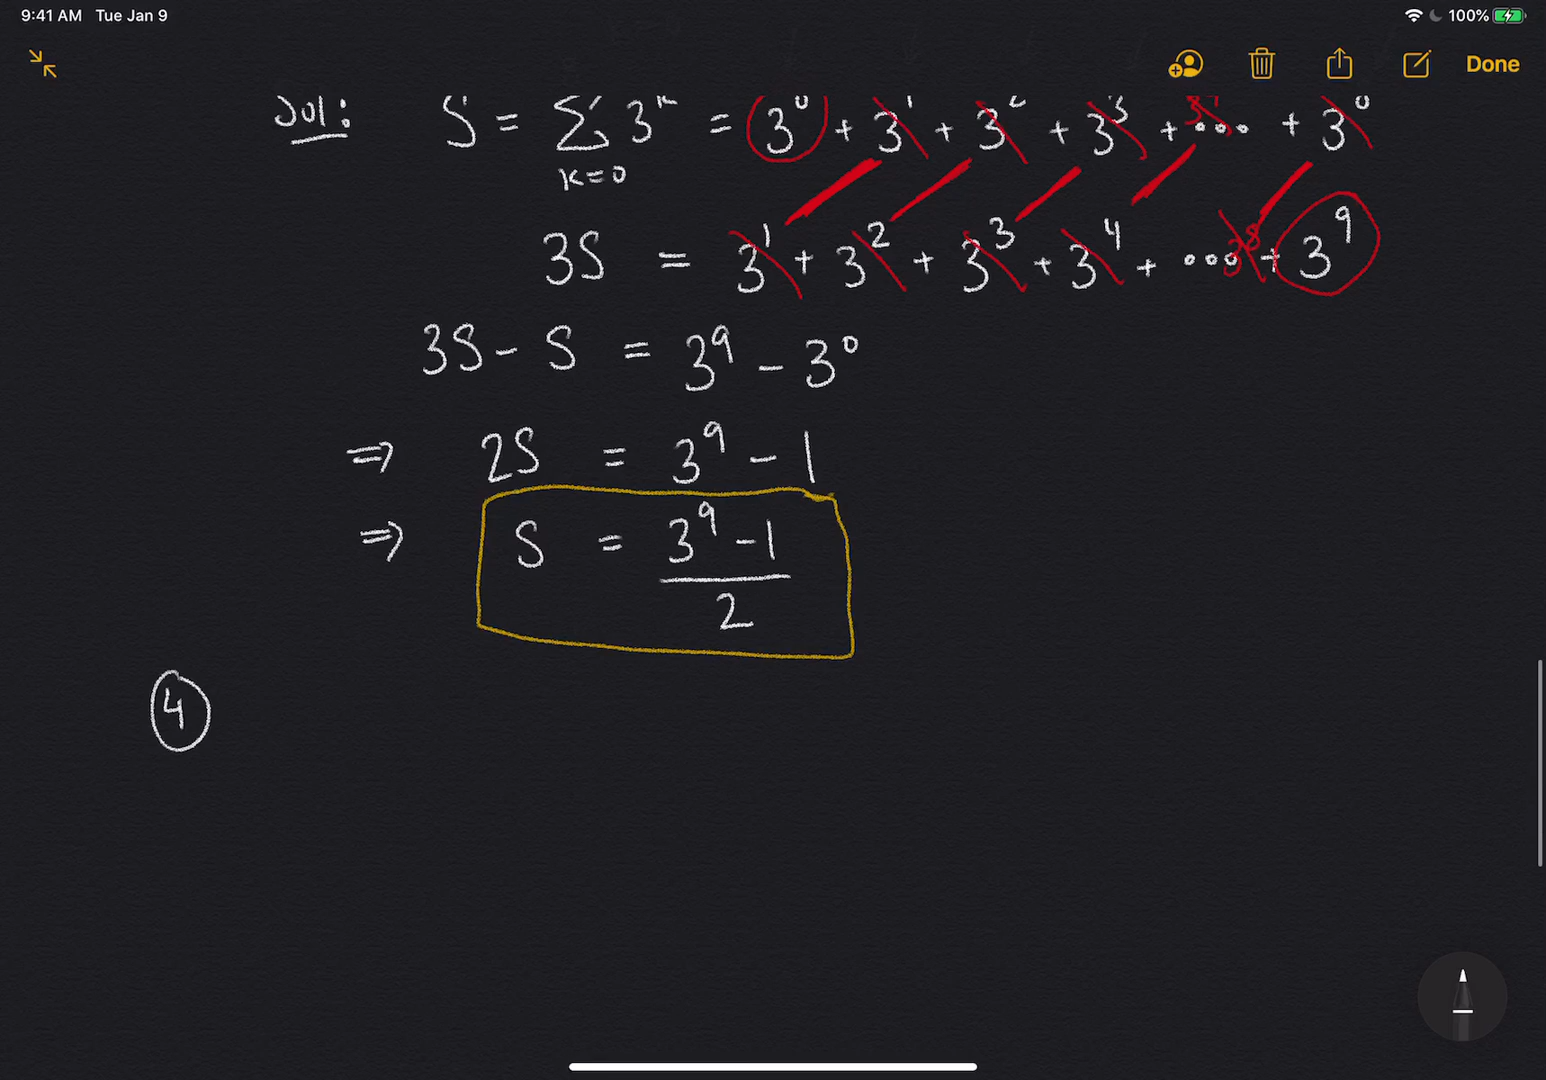 9:41 AM Tue Jan 9 100%
Done
Sol: S = ∑ 3^k = 3^0 + 3^1 + 3^2 + 3^3 + ... + 3
k=0
3S = 3^1 + 3^2 + 3^3 + 3^4 + ... 3^8 + 3^9
3S - S = 3^9 - 3^0
⇒ 2S = 3^9 - 1
⇒ S = 3^9 - 1
2
4